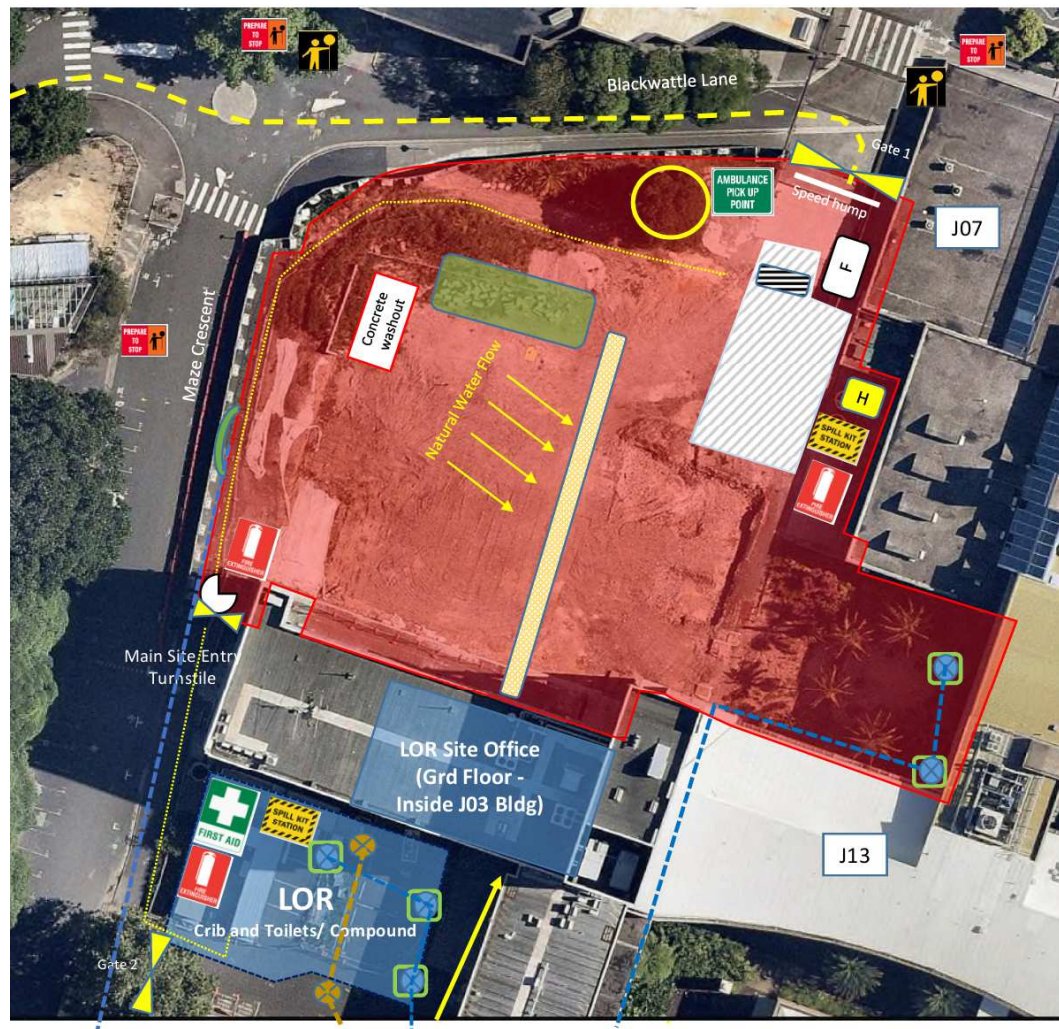 PREPARE
TO
STOP
PREPARE
TO
STOP
Blackwattle Lane
Gate 1
AMBULANCE
PICK UP
POINT
Speed hump
J07
F
Concrete
washout
PREPARE
TO
STOP
Maze Crescent
Natural Water Flow
H
SPILL KIT
STATION
FIRE
EXTINGUISHER
FIRE
EXTINGUISHER
Main Site Entry
Turnstile
LOR Site Office
(Grd Floor -
Inside J03 Bldg)
FIRST AID
SPILL KIT
STATION
FIRE
EXTINGUISHER
J13
LOR
Crib and Toilets/ Compound
Gate 2